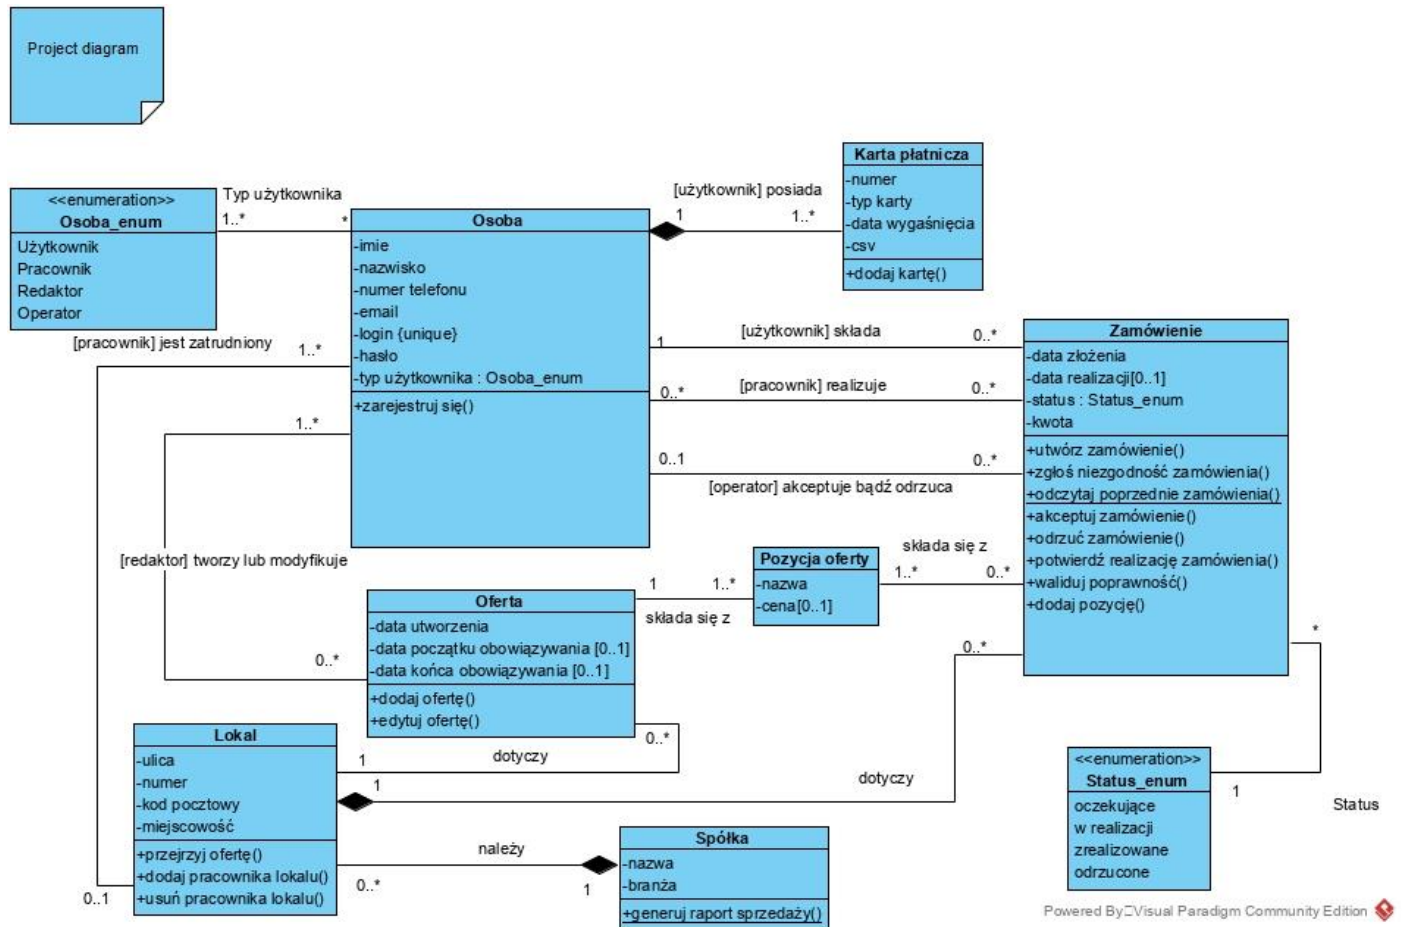 Project diagram
<<enumeration>>
Osoba_enum
Użytkownik
Pracownik
Redaktor
Operator
Typ użytkownika
1..*
*
Osoba
-imie
-nazwisko
-numer telefonu
-email
-login {unique}
-hasło
-typ użytkownika : Osoba_enum
+zarejestruj się()
[użytkownik] posiada
1
1..*
Karta płatnicza
-numer
-typ karty
-data wygaśnięcia
-csv
+dodaj kartę()
[pracownik] jest zatrudniony
1..*
[użytkownik] składa
1
0..*
[pracownik] realizuje
0..*
0..*
0..1
0..*
[operator] akceptuje bądź odrzuca
Zamówienie
-data złożenia
-data realizacji[0..1]
-status : Status_enum
-kwota
+utwórz zamówienie()
+zgłoś niezgodność zamówienia()
+odczytaj poprzednie zamówienia()
+akceptuj zamówienie()
+odrzuć zamówienie()
+potwierdź realizację zamówienia()
+waliduj poprawność()
+dodaj pozycję()
1..*
[redaktor] tworzy lub modyfikuje
0..*
Oferta
-data utworzenia
-data początku obowiązywania [0..1]
-data końca obowiązywania [0..1]
+dodaj ofertę()
+edytuj ofertę()
1
1..*
składa się z
Pozycja oferty
-nazwa
-cena[0..1]
składa się z
1..*
0..*
0..*
*
Lokal
-ulica
-numer
-kod pocztowy
-miejscowość
+przejrzyj ofertę()
+dodaj pracownika lokalu()
+usuń pracownika lokalu()
0..1
1
dotyczy
0..*
1
dotyczy
należy
0..*
1
Spółka
-nazwa
-branża
+generuj raport sprzedaży()
<<enumeration>>
Status_enum
oczekujące
w realizacji
zrealizowane
odrzucone
1
Status
Powered By Visual Paradigm Community Edition